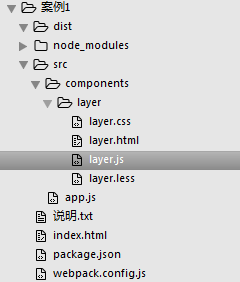 案例1
dist
node_modules
src
components
layer
layer.css
layer.html
layer.js
layer.less
app.js
说明.txt
index.html
package.json
webpack.config.js